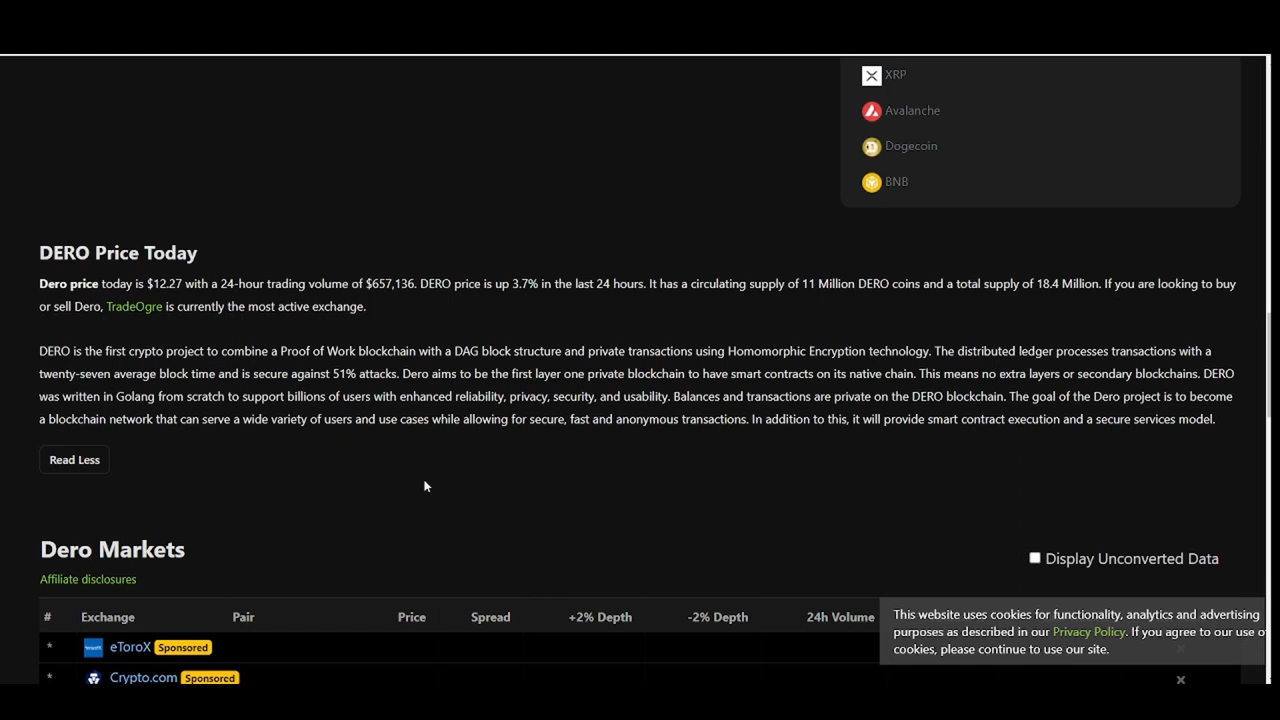 XRP
Avalanche
Dogecoin
BNB
DERO Price Today
Dero price today is $12.27 with a 24-hour trading volume of $657,136. DERO price is up 3.7% in the last 24 hours. It has a circulating supply of 11 Million DERO coins and a total supply of 18.4 Million. If you are looking to buy
or sell Dero, TradeOgre is currently the most active exchange.
DERO is the first crypto project to combine a Proof of Work blockchain with a DAG block structure and private transactions using Homomorphic Encryption technology. The distributed ledger processes transactions with a
twenty-seven average block time and is secure against 51% attacks. Dero aims to be the first layer one private blockchain to have smart contracts on its native chain. This means no extra layers or secondary blockchains. DERO
was written in Golang from scratch to support billions of users with enhanced reliability, privacy, security, and usability. Balances and transactions are private on the DERO blockchain. The goal of the Dero project is to become
a blockchain network that can serve a wide variety of users and use cases while allowing for secure, fast and anonymous transactions. In addition to this, it will provide smart contract execution and a secure services model.
Read Less
Dero Markets
Display Unconverted Data
Affiliate disclosures
# Exchange Pair Price Spread +2% Depth -2% Depth 24h Volume
This website uses cookies for functionality, analytics and advertising
purposes as described in our Privacy Policy. If you agree to our use o
cookies, please continue to use our site.
* eToroX Sponsored
* Crypto.com Sponsored